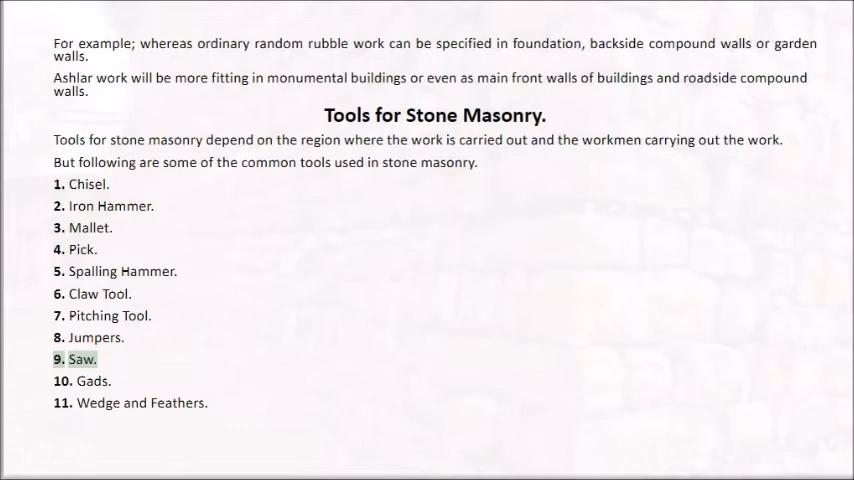 For example; whereas ordinary random rubble work can be specified in foundation, backside compound walls or garden
walls.
Ashlar work will be more fitting in monumental buildings or even as main front walls of buildings and roadside compound
walls.
Tools for Stone Masonry.
Tools for stone masonry depend on the region where the work is carried out and the workmen carrying out the work.
But following are some of the common tools used in stone masonry.
1. Chisel.
2. Iron Hammer.
3. Mallet.
4. Pick.
5. Spalling Hammer.
6. Claw Tool.
7. Pitching Tool.
8. Jumpers.
9. Saw.
10. Gads.
11. Wedge and Feathers.